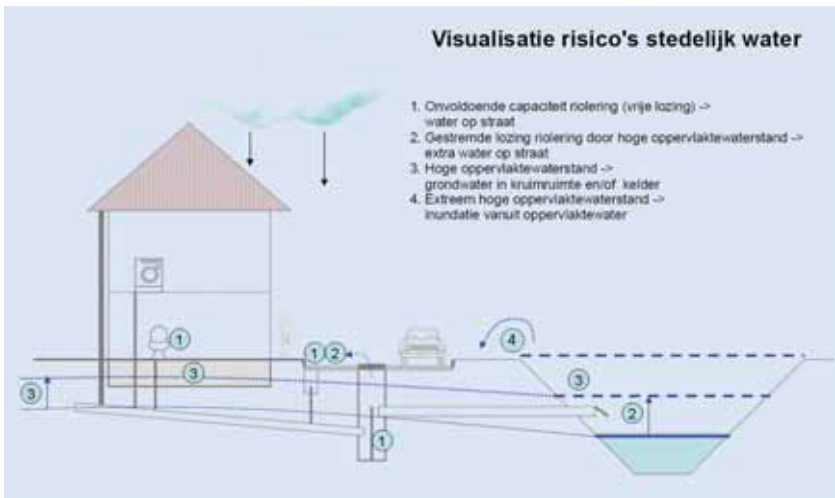 Visualisatie risico's stedelijk water
1. Onvoldoende capaciteit riolering (vrije lozing) ->
water op straat
2. Gestremde lozing riolering door hoge oppervlaktewaterstand ->
extra water op straat
3. Hoge oppervlaktewaterstand ->
grondwater in kruimruimte en/of kelder
4. Extreem hoge oppervlaktewaterstand ->
inundatie vanuit oppervlaktewater
1
1 2
4
3
3
3
2
1